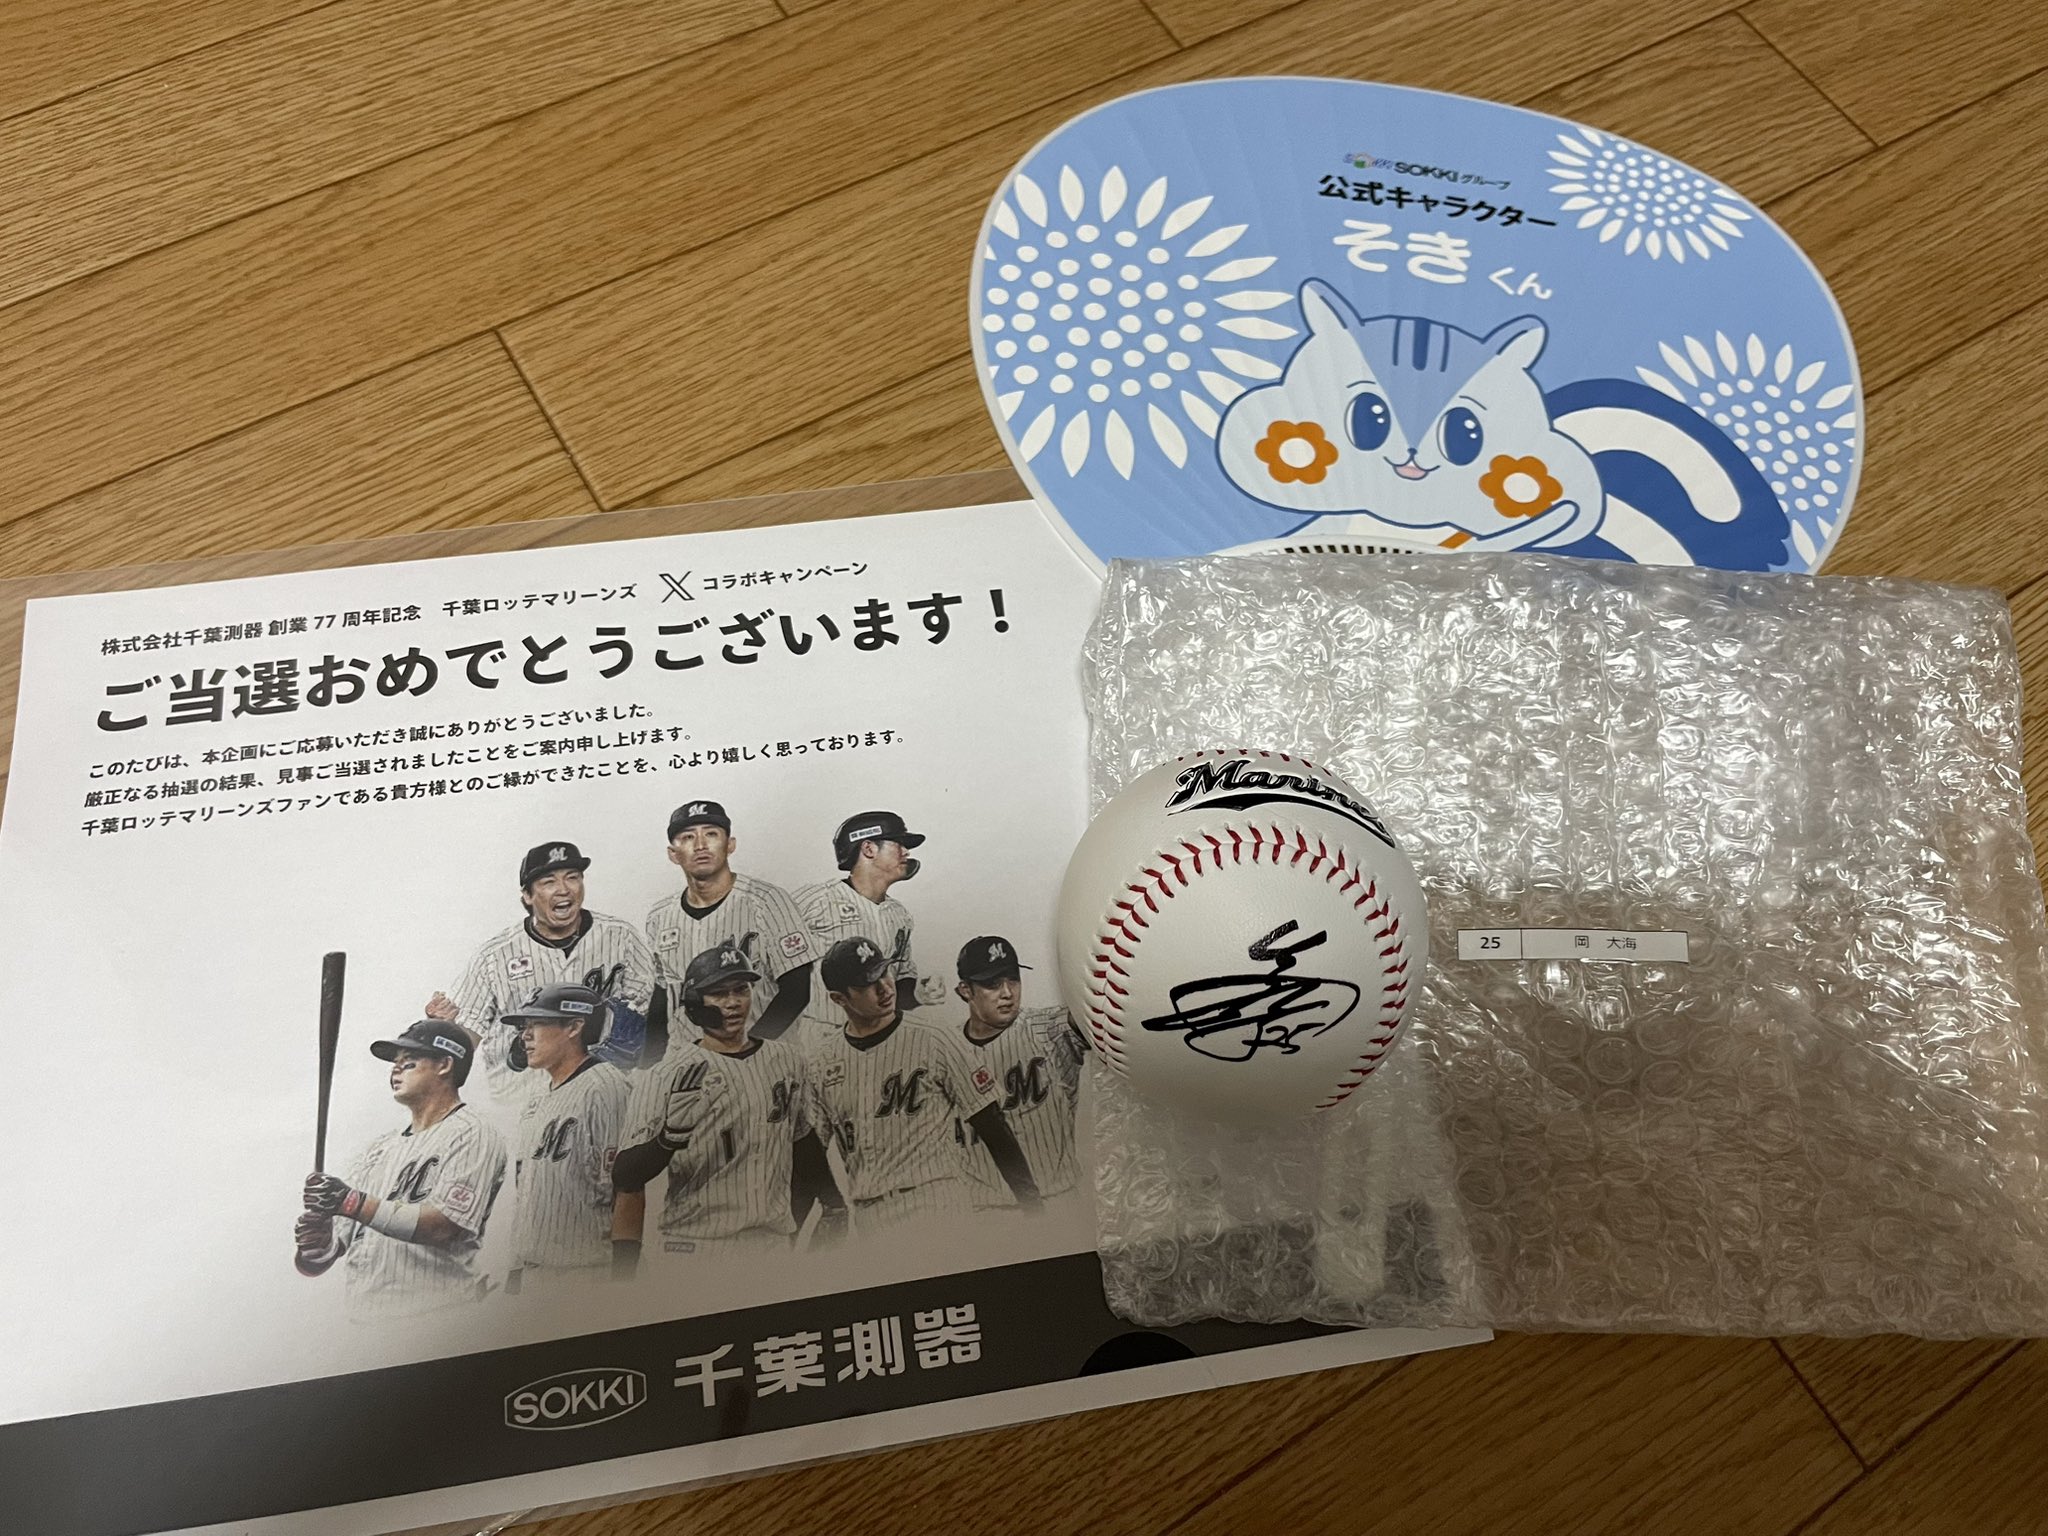 SOKKIグループ
公式キャラクター
そきくん
株式会社千葉測器 創業 77 周年記念 千葉ロッテマリーンズ X コラボキャンペーン
ご当選おめでとうございます！
このたびは、本企画にご応募いただき誠にありがとうございました。
厳正なる抽選の結果、見事ご当選されましたことをご案内申し上げます。
千葉ロッテマリーンズファンである貴方様とのご縁ができたことを、心より嬉しく思っております。
Marines
25
25 岡 大海
M
M
M
M
M
1
16
SOKKI 千葉測器